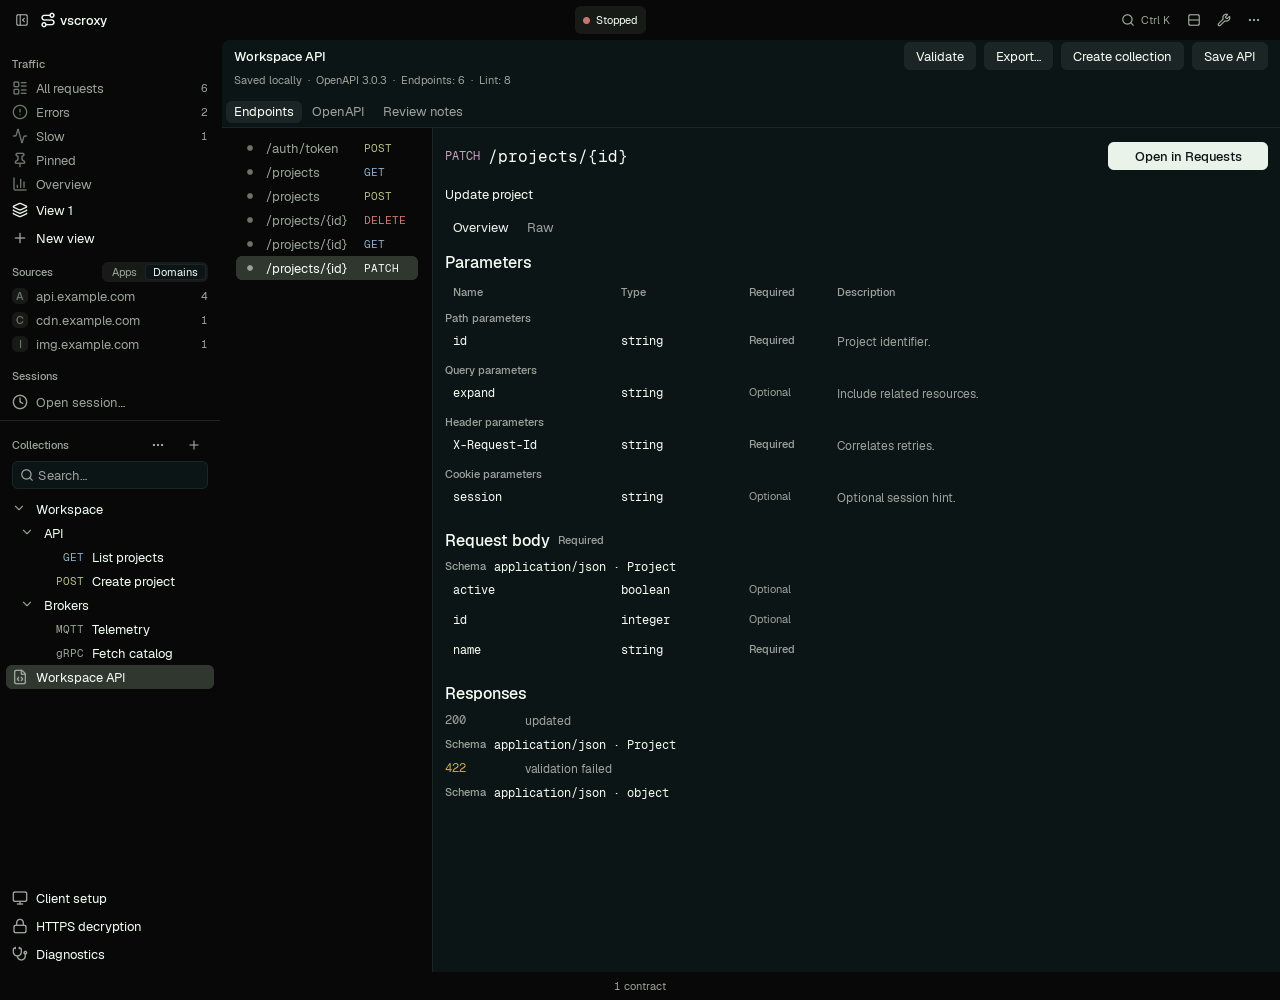 vscroxy
Stopped
Ctrl K
Traffic
All requests 6
Errors 2
Slow 1
Pinned
Overview
View 1
New view
Sources Apps Domains
A api.example.com 4
C cdn.example.com 1
I img.example.com 1
Sessions
Open session…
Collections
Search…
Workspace
API
GET List projects
POST Create project
Brokers
MQTT Telemetry
gRPC Fetch catalog
Workspace API
Client setup
HTTPS decryption
Diagnostics
Workspace API
Validate Export… Create collection Save API
Saved locally · OpenAPI 3.0.3 · Endpoints: 6 · Lint: 8
Endpoints OpenAPI Review notes
/auth/token POST
/projects GET
/projects POST
/projects/{id} DELETE
/projects/{id} GET
/projects/{id} PATCH
PATCH /projects/{id}
Open in Requests
Update project
Overview Raw
Parameters
Name Type Required Description
Path parameters
id string Required Project identifier.
Query parameters
expand string Optional Include related resources.
Header parameters
X-Request-Id string Required Correlates retries.
Cookie parameters
session string Optional Optional session hint.
Request body Required
Schema application/json · Project
active boolean Optional
id integer Optional
name string Required
Responses
200 updated
Schema application/json · Project
422 validation failed
Schema application/json · object
1 contract